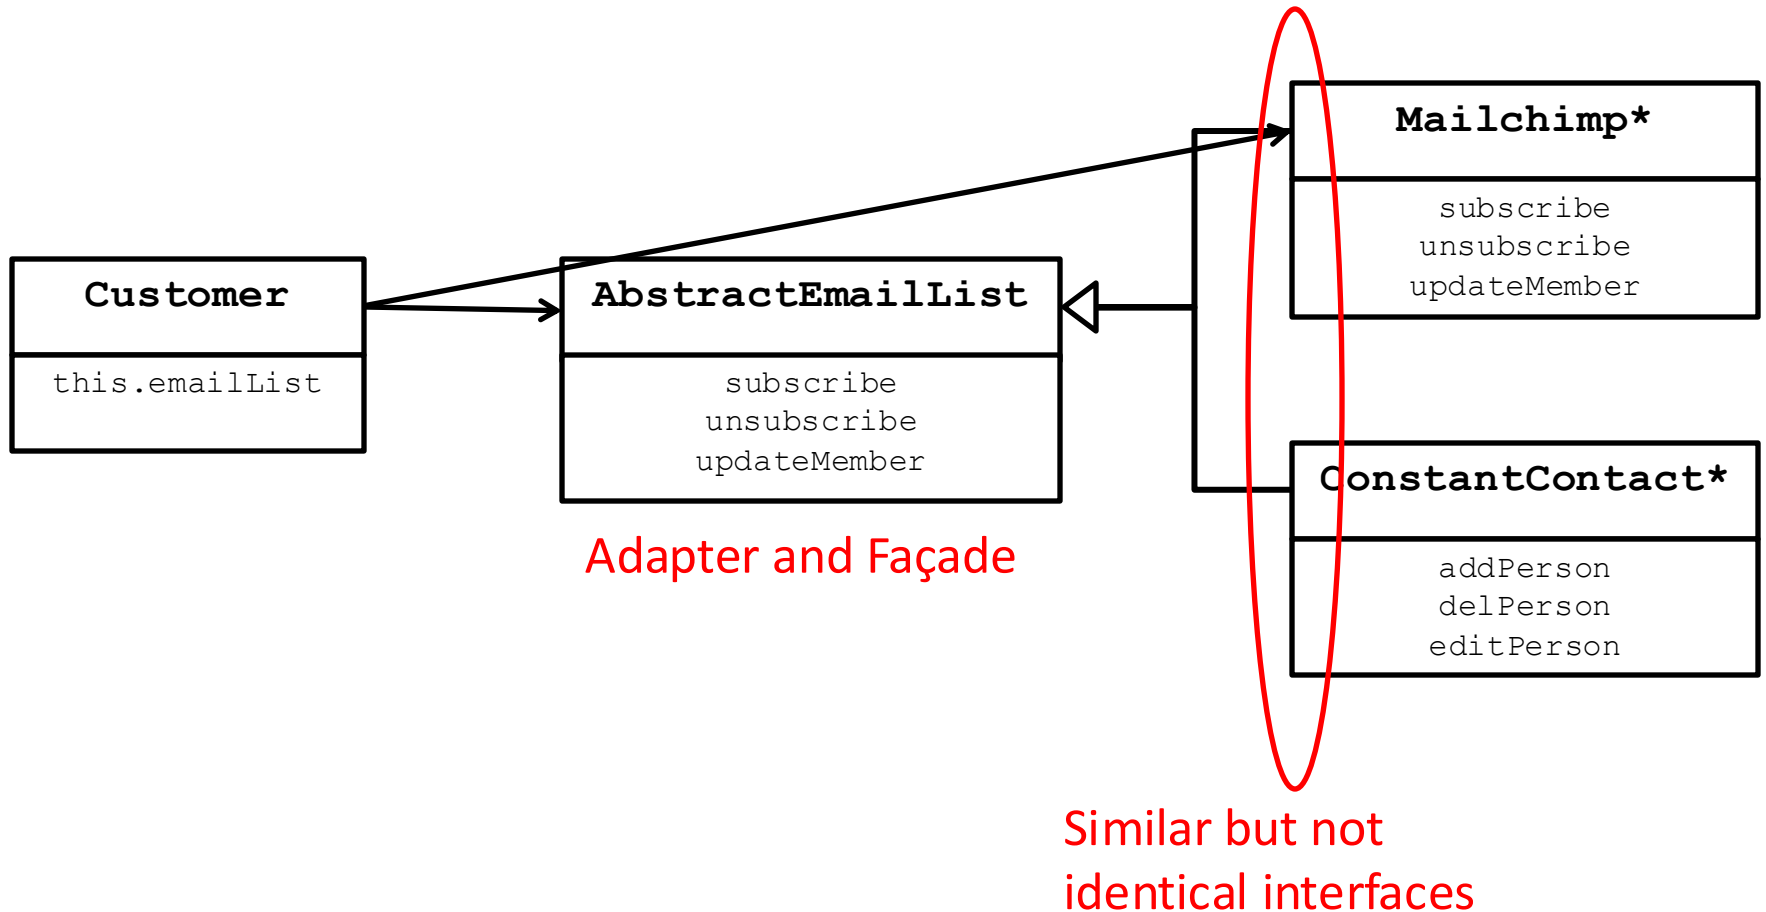 Customer
this.emailList
AbstractEmailList
subscribe
unsubscribe
updateMember
Adapter and Façade
Mailchimp*
subscribe
unsubscribe
updateMember
ConstantContact*
addPerson
delPerson
editPerson
Similar but not
identical interfaces